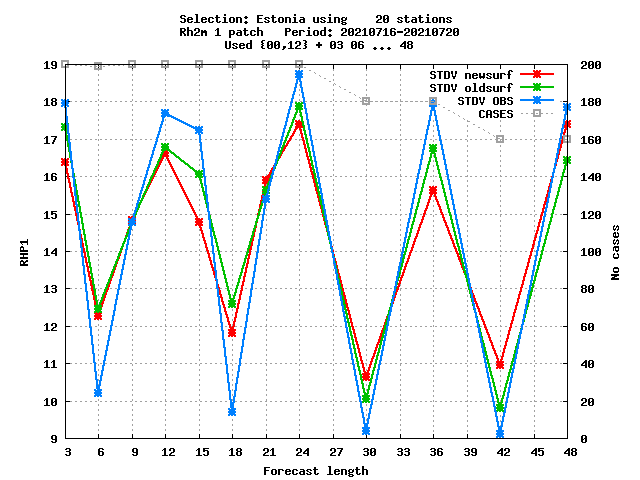 Selection: Estonia using    20 stations
Rh2m 1 patch   Period: 20210716-20210720
Used {00,12} + 03 06 ... 48
STDV newsurf
STDV oldsurf
STDV OBS
CASES
19
18
17
16
15
14
13
12
11
10
9
RHP1
200
180
160
140
120
100
80
60
40
20
0
No cases
3 6 9 12 15 18 21 24 27 30 33 36 39 42 45 48
Forecast length